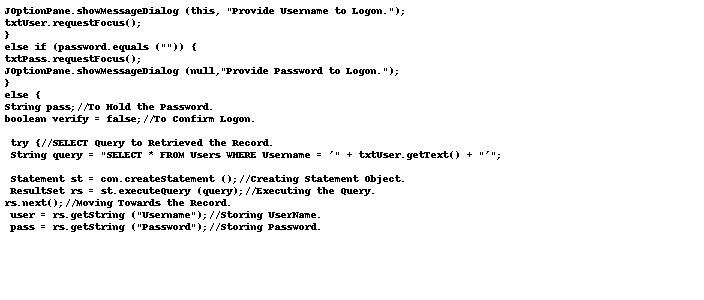 JOptionPane.showMessageDialog (this, "Provide Username to Logon.");
txtUser.requestFocus();
}
else if (password.equals ("")) {
txtPass.requestFocus();
JOptionPane.showMessageDialog (null,"Provide Password to Logon.");
}
else {
String pass;//To Hold the Password.
boolean verify = false;//To Confirm Logon.
try {//SELECT Query to Retrieved the Record.
String query = "SELECT * FROM Users WHERE Username = '" + txtUser.getText() + "'";
Statement st = con.createStatement ();//Creating Statement Object.
ResultSet rs = st.executeQuery (query);//Executing the Query.
rs.next();//Moving Towards the Record.
user = rs.getString ("Username");//Storing UserName.
pass = rs.getString ("Password");//Storing Password.